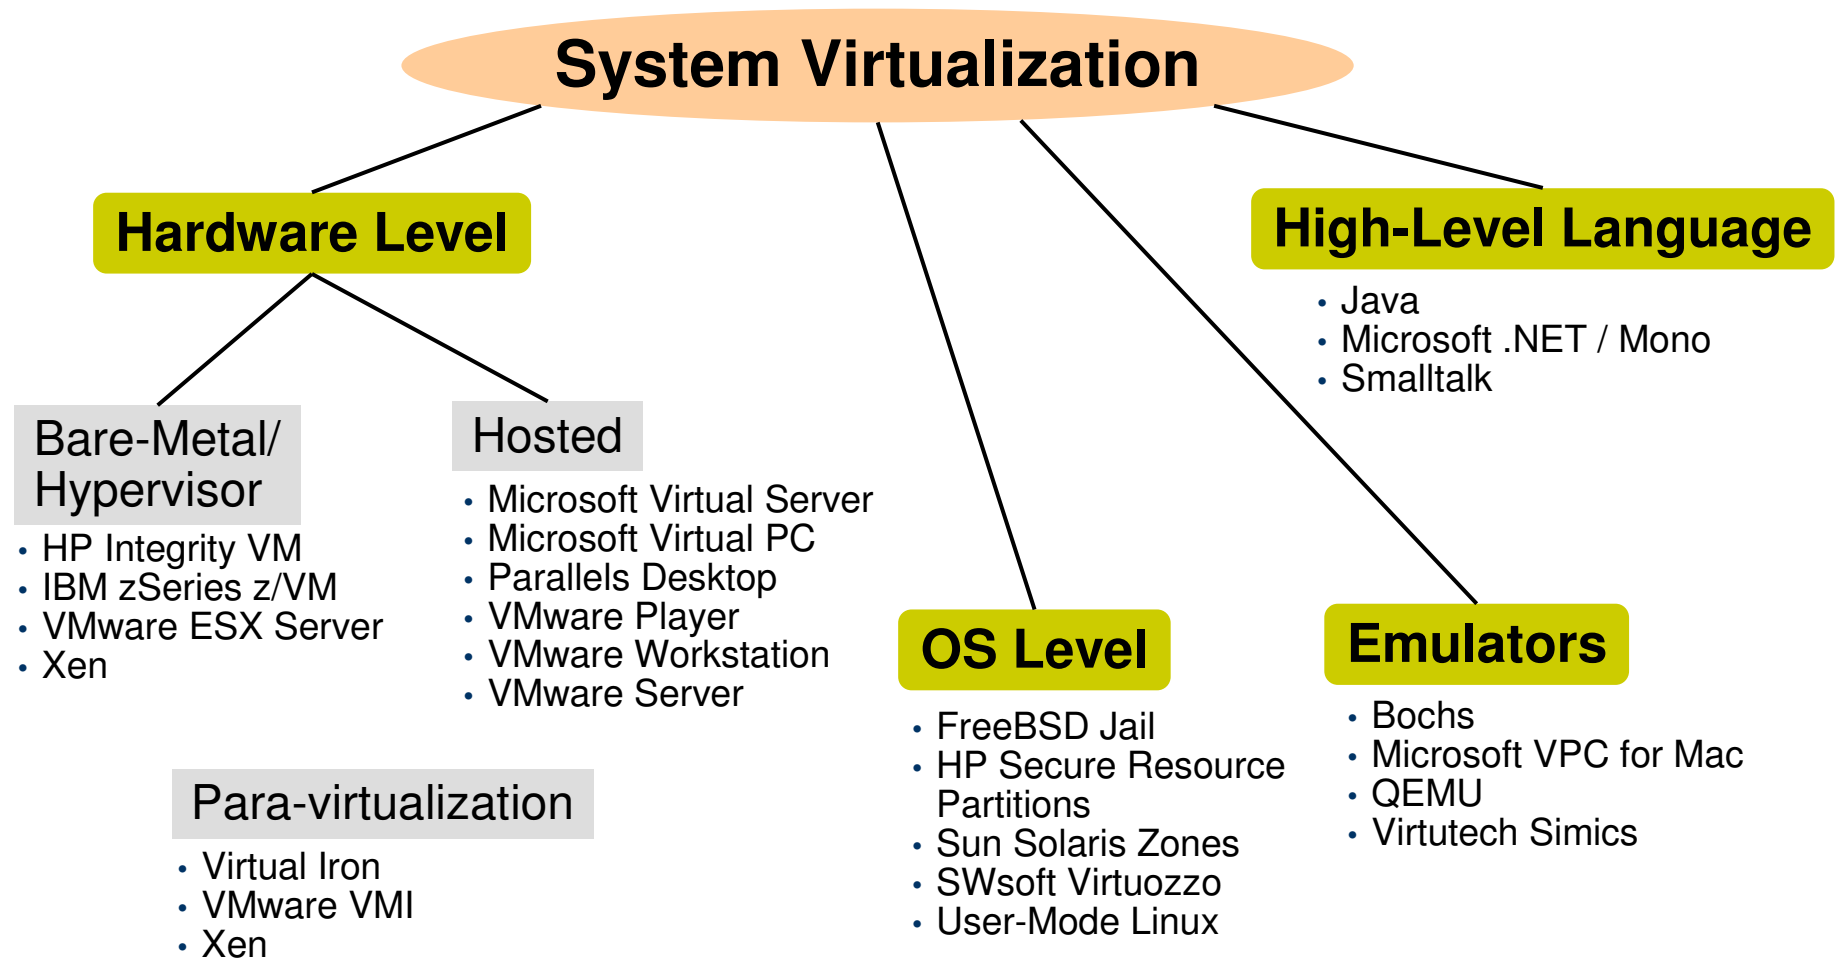 System Virtualization
Hardware Level
High-Level Language
• Java
• Microsoft .NET / Mono
• Smalltalk
Bare-Metal/
Hypervisor
• HP Integrity VM
• IBM zSeries z/VM
• VMware ESX Server
• Xen
Hosted
• Microsoft Virtual Server
• Microsoft Virtual PC
• Parallels Desktop
• VMware Player
• VMware Workstation
• VMware Server
Para-virtualization
• Virtual Iron
• VMware VMI
• Xen
OS Level
• FreeBSD Jail
• HP Secure Resource
Partitions
• Sun Solaris Zones
• SWsoft Virtuozzo
• User-Mode Linux
Emulators
• Bochs
• Microsoft VPC for Mac
• QEMU
• Virtutech Simics